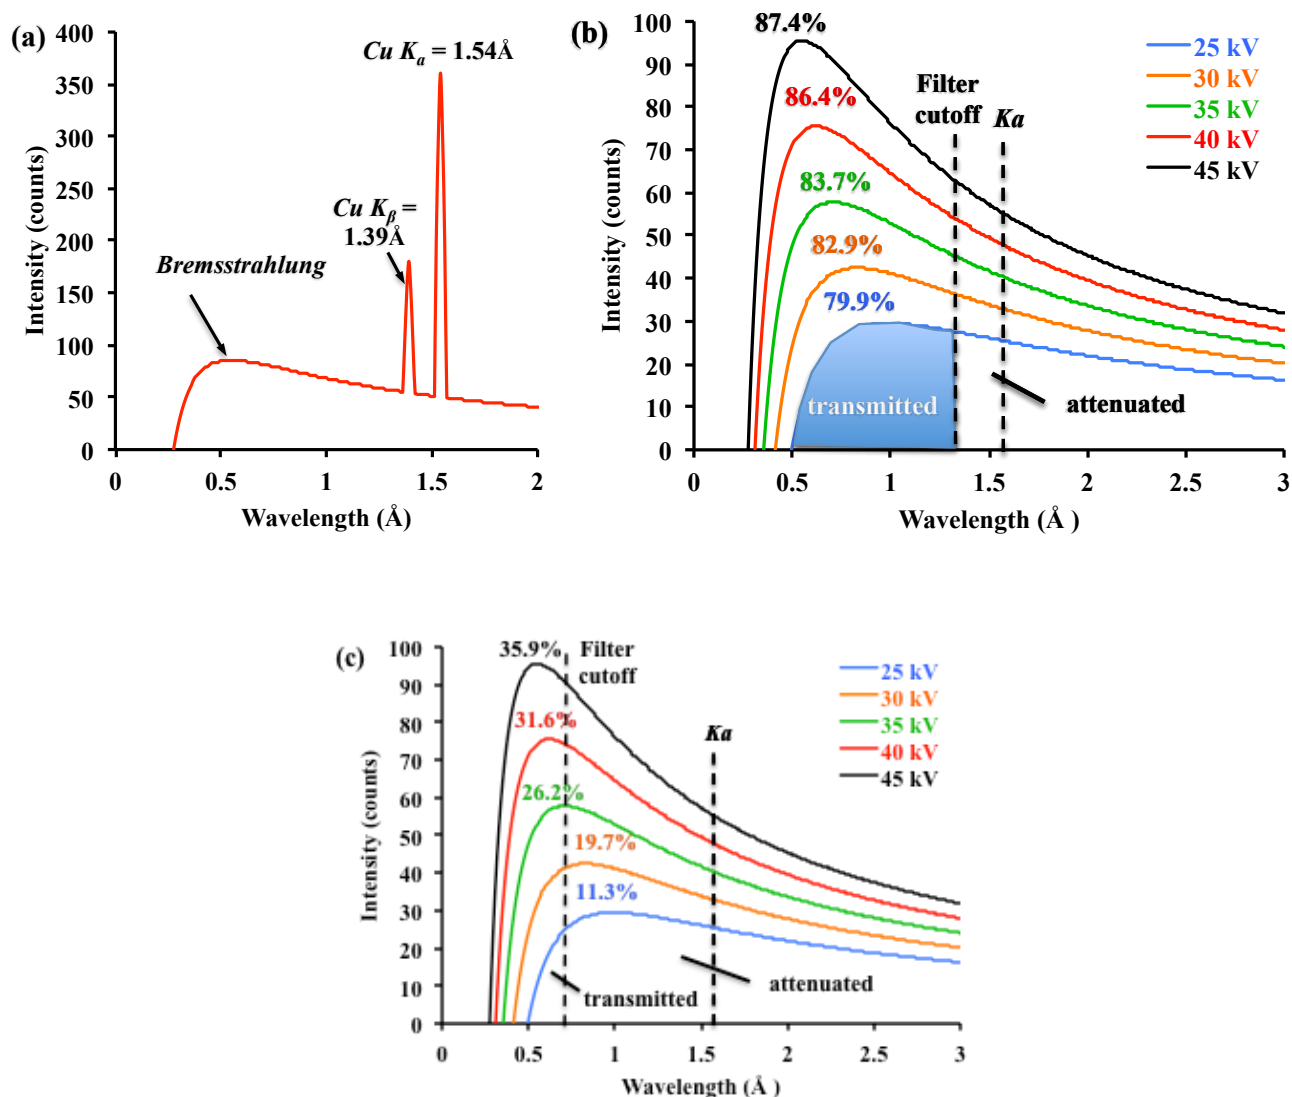 (a)
400
350
300
250
200
150
100
50
0
0
0.5
1
1.5
2
Intensity (counts)
Wavelength (Å)
Cu Kα = 1.54Å
Cu Kβ =
1.39Å
Bremsstrahlung
(b)
100
90
80
70
60
50
40
30
20
10
0
0
0.5
1
1.5
2
2.5
3
Intensity (counts)
Wavelength (Å )
87.4%
86.4%
83.7%
82.9%
79.9%
Filter
cutoff
Ka
transmitted
attenuated
25 kV
30 kV
35 kV
40 kV
45 kV
(c)
100
90
80
70
60
50
40
30
20
10
0
0
0.5
1
1.5
2
2.5
3
Intensity (counts)
Wavelength (Å )
35.9%
31.6%
26.2%
19.7%
11.3%
Filter
cutoff
Ka
transmitted
attenuated
25 kV
30 kV
35 kV
40 kV
45 kV